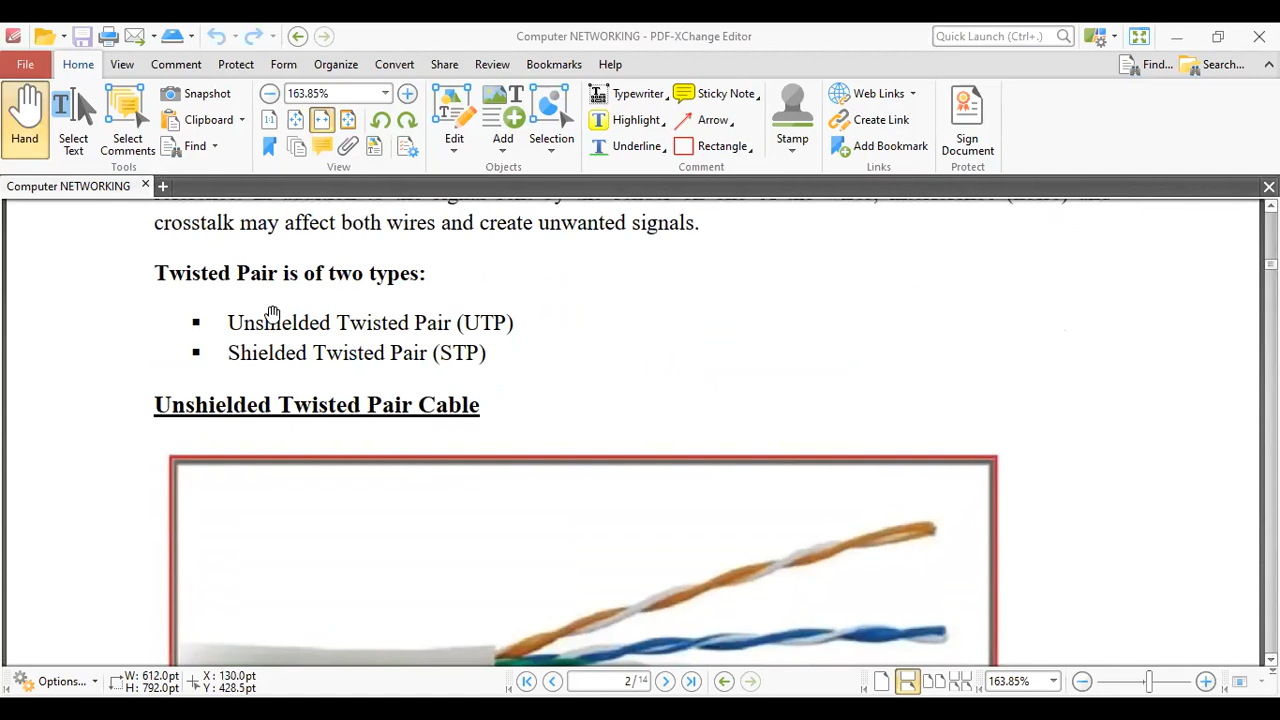 Computer NETWORKING - PDF-XChange Editor
Quick Launch (Ctrl+.)
File Home View Comment Protect Form Organize Convert Share Review Bookmarks Help
Find... Search...
Hand
Select Text
Select Comments
Snapshot
Clipboard
Find
Tools
163.85%
1:1
View
Edit
Add
Selection
Objects
Typewriter
Highlight
Underline
Sticky Note
Arrow
Rectangle
Stamp
Comment
Web Links
Create Link
Add Bookmark
Links
Sign Document
Protect
Computer NETWORKING
crosstalk may affect both wires and create unwanted signals.
Twisted Pair is of two types:
▪ Unshielded Twisted Pair (UTP)
▪ Shielded Twisted Pair (STP)
Unshielded Twisted Pair Cable
Options...
W: 612.0pt
H: 792.0pt
X : 130.0pt
Y : 428.5pt
2/14
163.85%